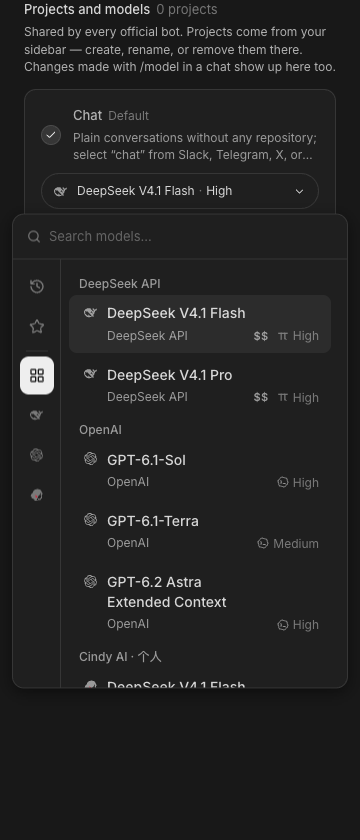 Projects and models 0 projects
Shared by every official bot. Projects come from your
sidebar — create, rename, or remove them there.
Changes made with /model in a chat show up here too.
Chat Default
Plain conversations without any repository;
select “chat” from Slack, Telegram, X, or...
DeepSeek V4.1 Flash · High
Search models...
DeepSeek API
DeepSeek V4.1 Flash
DeepSeek API $$ π High
DeepSeek V4.1 Pro
DeepSeek API $$ π High
OpenAI
GPT-6.1-Sol
OpenAI High
GPT-6.1-Terra
OpenAI Medium
GPT-6.2 Astra
Extended Context
OpenAI High
Cindy AI · 个人
DeepSeek V4.1 Flash